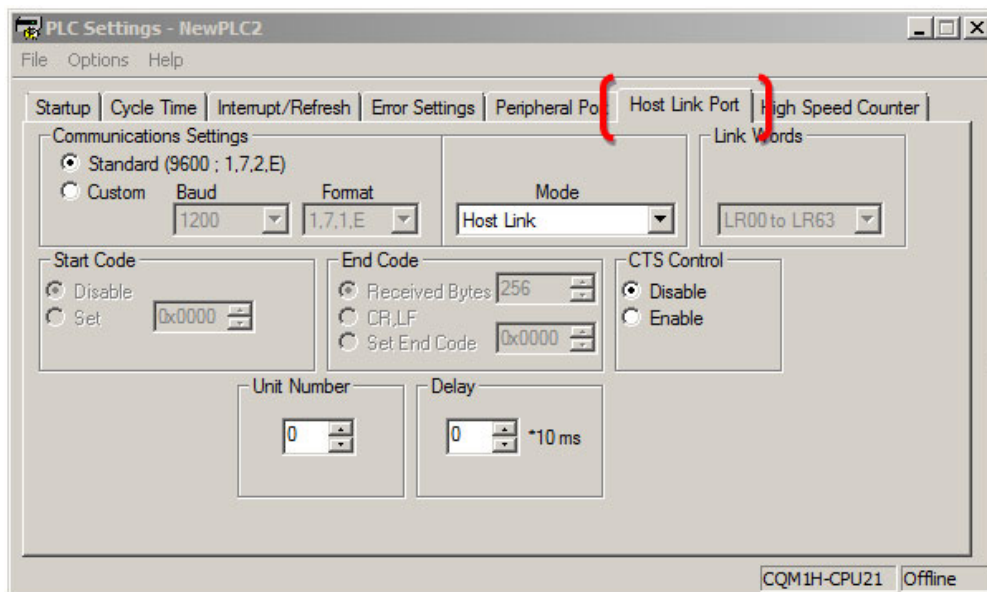 PLC Settings - NewPLC2
File Options Help
Startup Cycle Time Interrupt/Refresh Error Settings Peripheral Por Host Link Port High Speed Counter
Communications Settings Link Words
Standard (9600 ; 1,7,2,E)
Custom Baud Format Mode
1200 1,7,1,E Host Link LR00 to LR63
Start Code End Code CTS Control
Disable Received Bytes 256 Disable
Set 0x0000 CR,LF Enable
Set End Code 0x0000
Unit Number Delay
0 0 *10 ms
CQM1H-CPU21 Offline